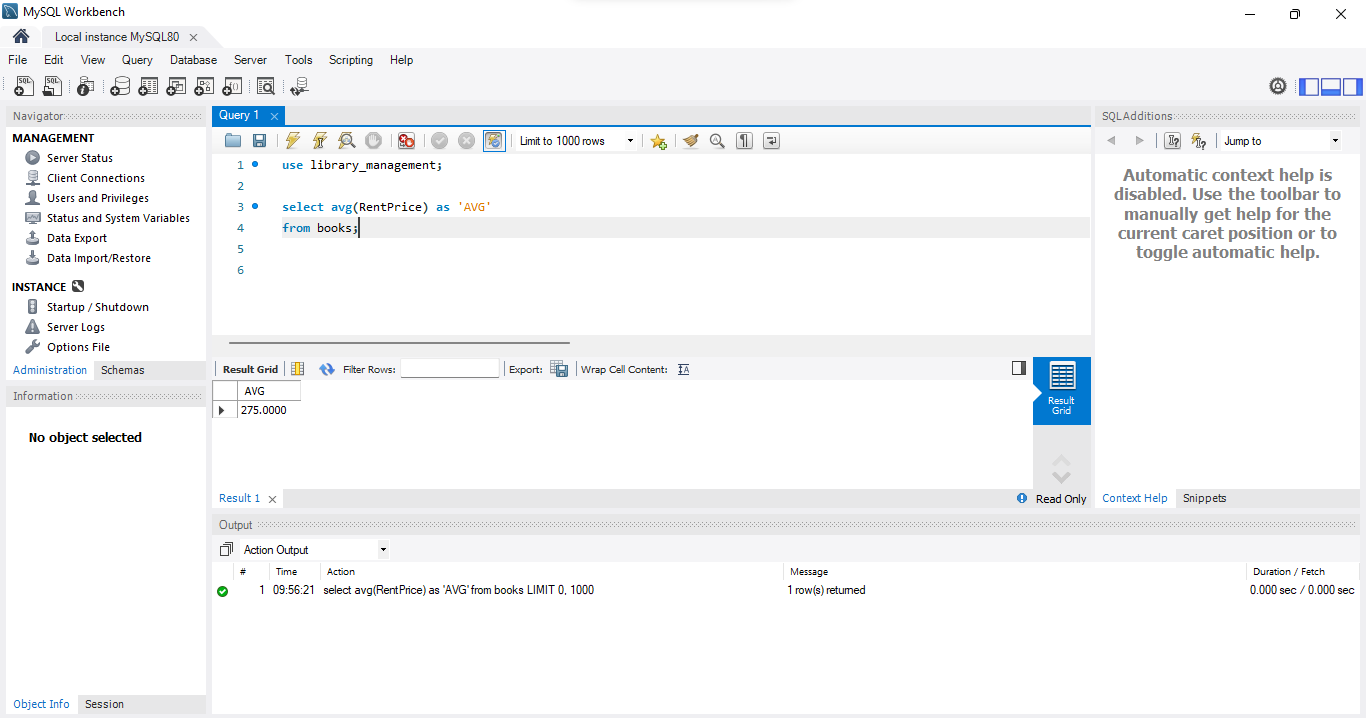 MySQL Workbench
Local instance MySQL80
File Edit View Query Database Server Tools Scripting Help
Navigator
MANAGEMENT
Server Status
Client Connections
Users and Privileges
Status and System Variables
Data Export
Data Import/Restore
INSTANCE
Startup / Shutdown
Server Logs
Options File
Administration Schemas
Information
No object selected
Object Info Session
Query 1
Limit to 1000 rows
1 use library_management;
2
3 select avg(RentPrice) as 'AVG'
4 from books;
5
6
Result Grid Filter Rows: Export: Wrap Cell Content:
AVG
275.0000
Result
Grid
Result 1
Read Only
Output
Action Output
# Time Action Message Duration / Fetch
1 09:56:21 select avg(RentPrice) as 'AVG' from books LIMIT 0, 1000 1 row(s) returned 0.000 sec / 0.000 sec
SQLAdditions
Jump to
Automatic context help is
disabled. Use the toolbar to
manually get help for the
current caret position or to
toggle automatic help.
Context Help Snippets